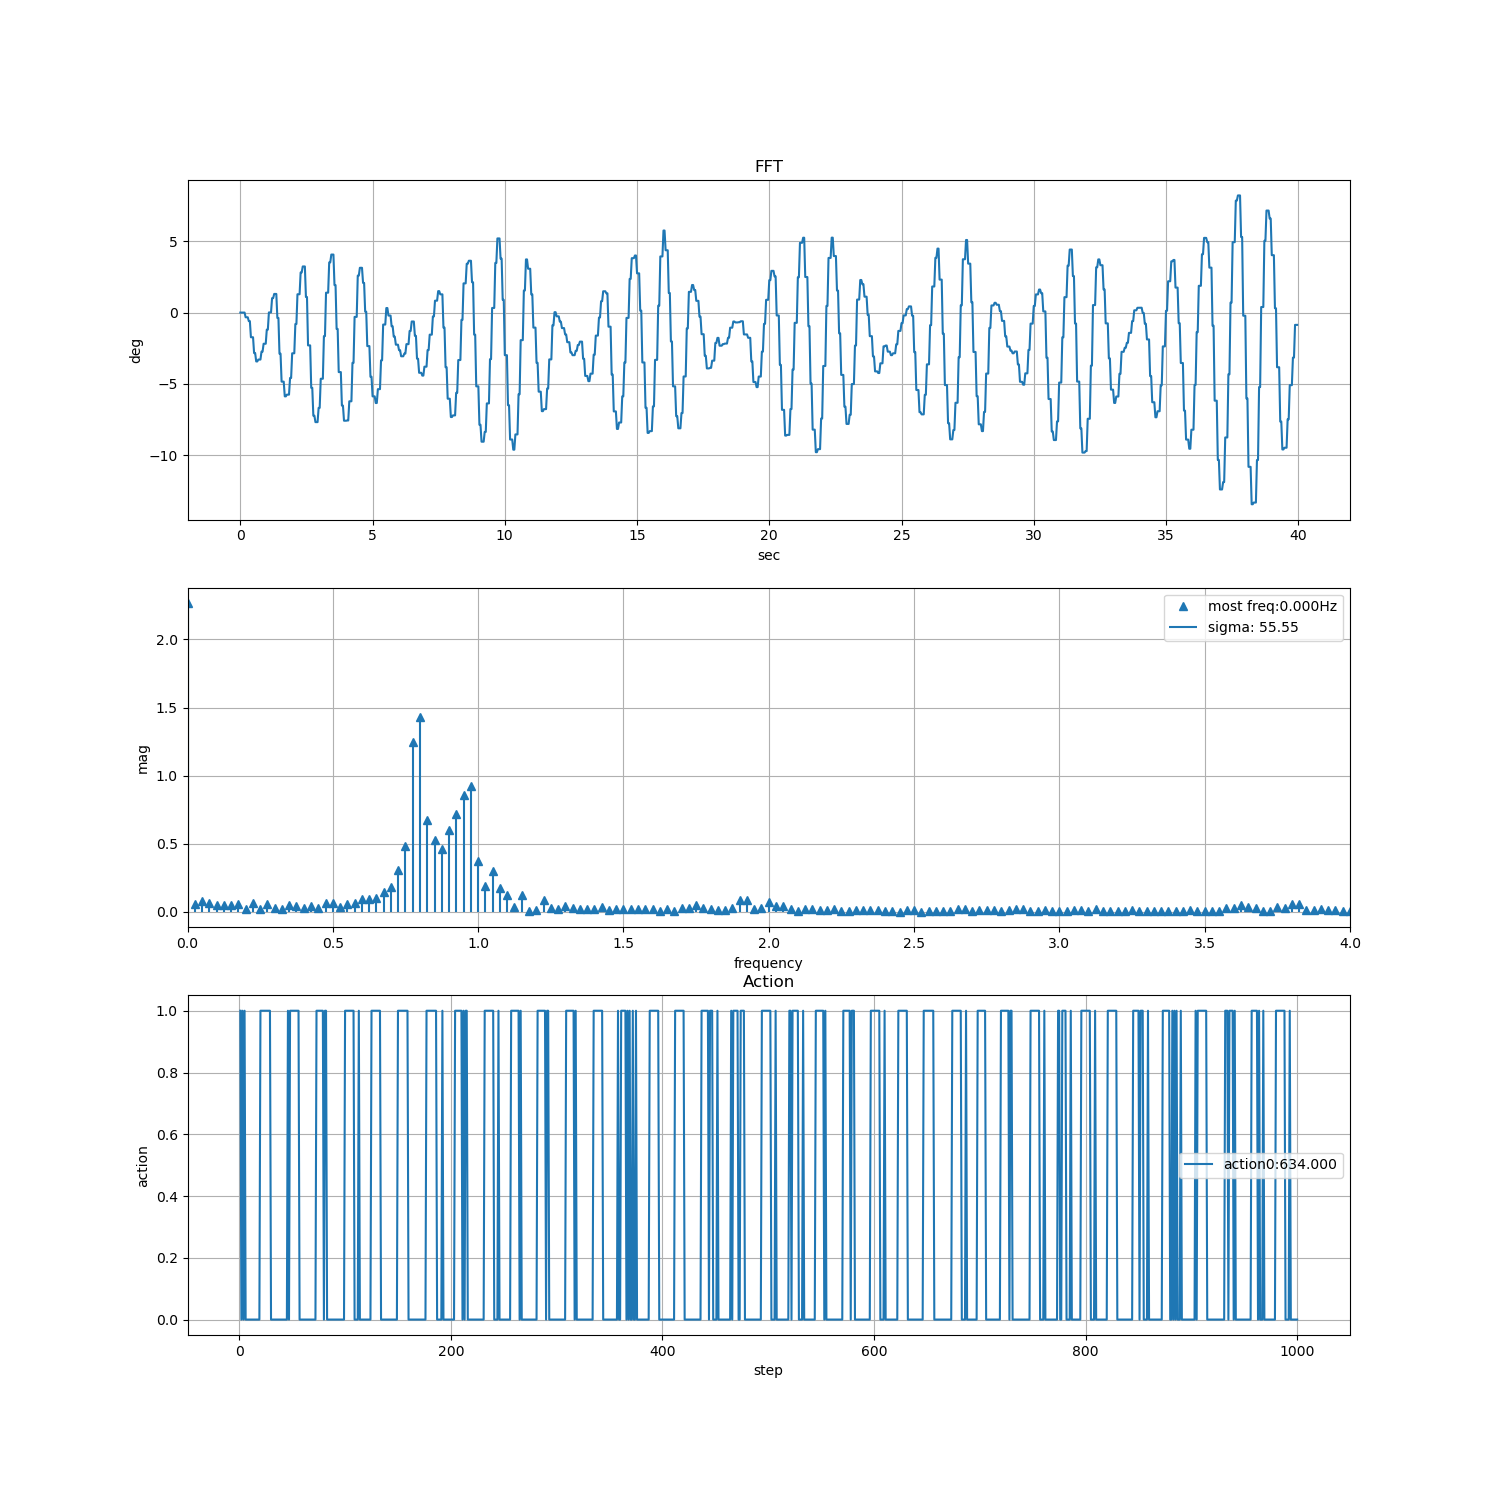 FFT
5
0
−5
−10
deg
0 5 10 15 20 25 30 35 40
sec
most freq:0.000Hz
sigma: 55.55
2.0
1.5
1.0
0.5
0.0
mag
0.0 0.5 1.0 1.5 2.0 2.5 3.0 3.5 4.0
frequency
Action
1.0
0.8
0.6
0.4
0.2
0.0
action
action0:634.000
0 200 400 600 800 1000
step